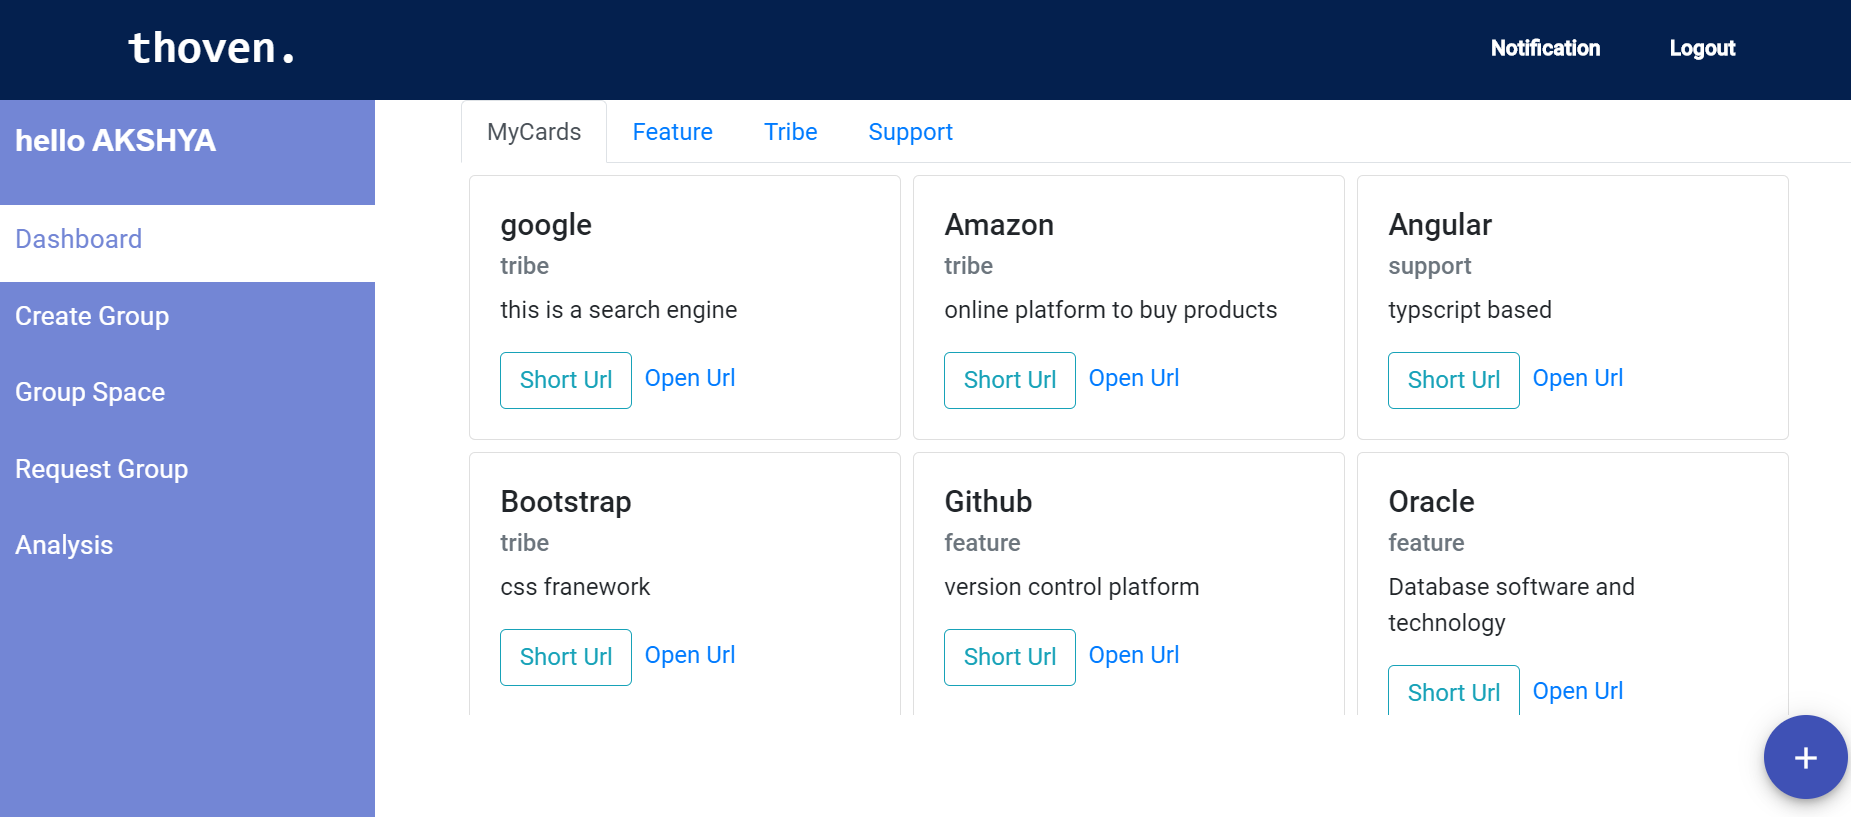 thoven.
Notification
Logout
hello AKSHYA
Dashboard
Create Group
Group Space
Request Group
Analysis
MyCards
Feature
Tribe
Support
google
tribe
this is a search engine
Short Url
Open Url
Amazon
tribe
online platform to buy products
Short Url
Open Url
Angular
support
typscript based
Short Url
Open Url
Bootstrap
tribe
css franework
Short Url
Open Url
Github
feature
version control platform
Short Url
Open Url
Oracle
feature
Database software and
technology
Short Url
Open Url
+